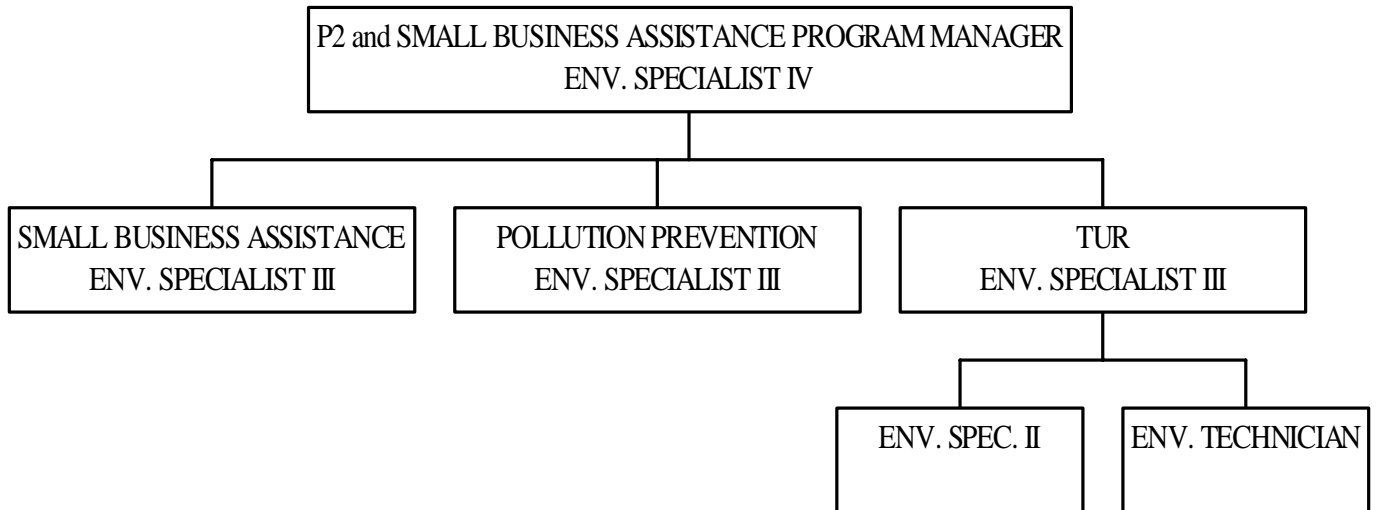 P2 and SMALL BUSINESS ASSISTANCE PROGRAM MANAGER
ENV. SPECIALIST IV
SMALL BUSINESS ASSISTANCE
ENV. SPECIALIST III
POLLUTION PREVENTION
ENV. SPECIALIST III
TUR
ENV. SPECIALIST III
ENV. SPEC. II
ENV. TECHNICIAN